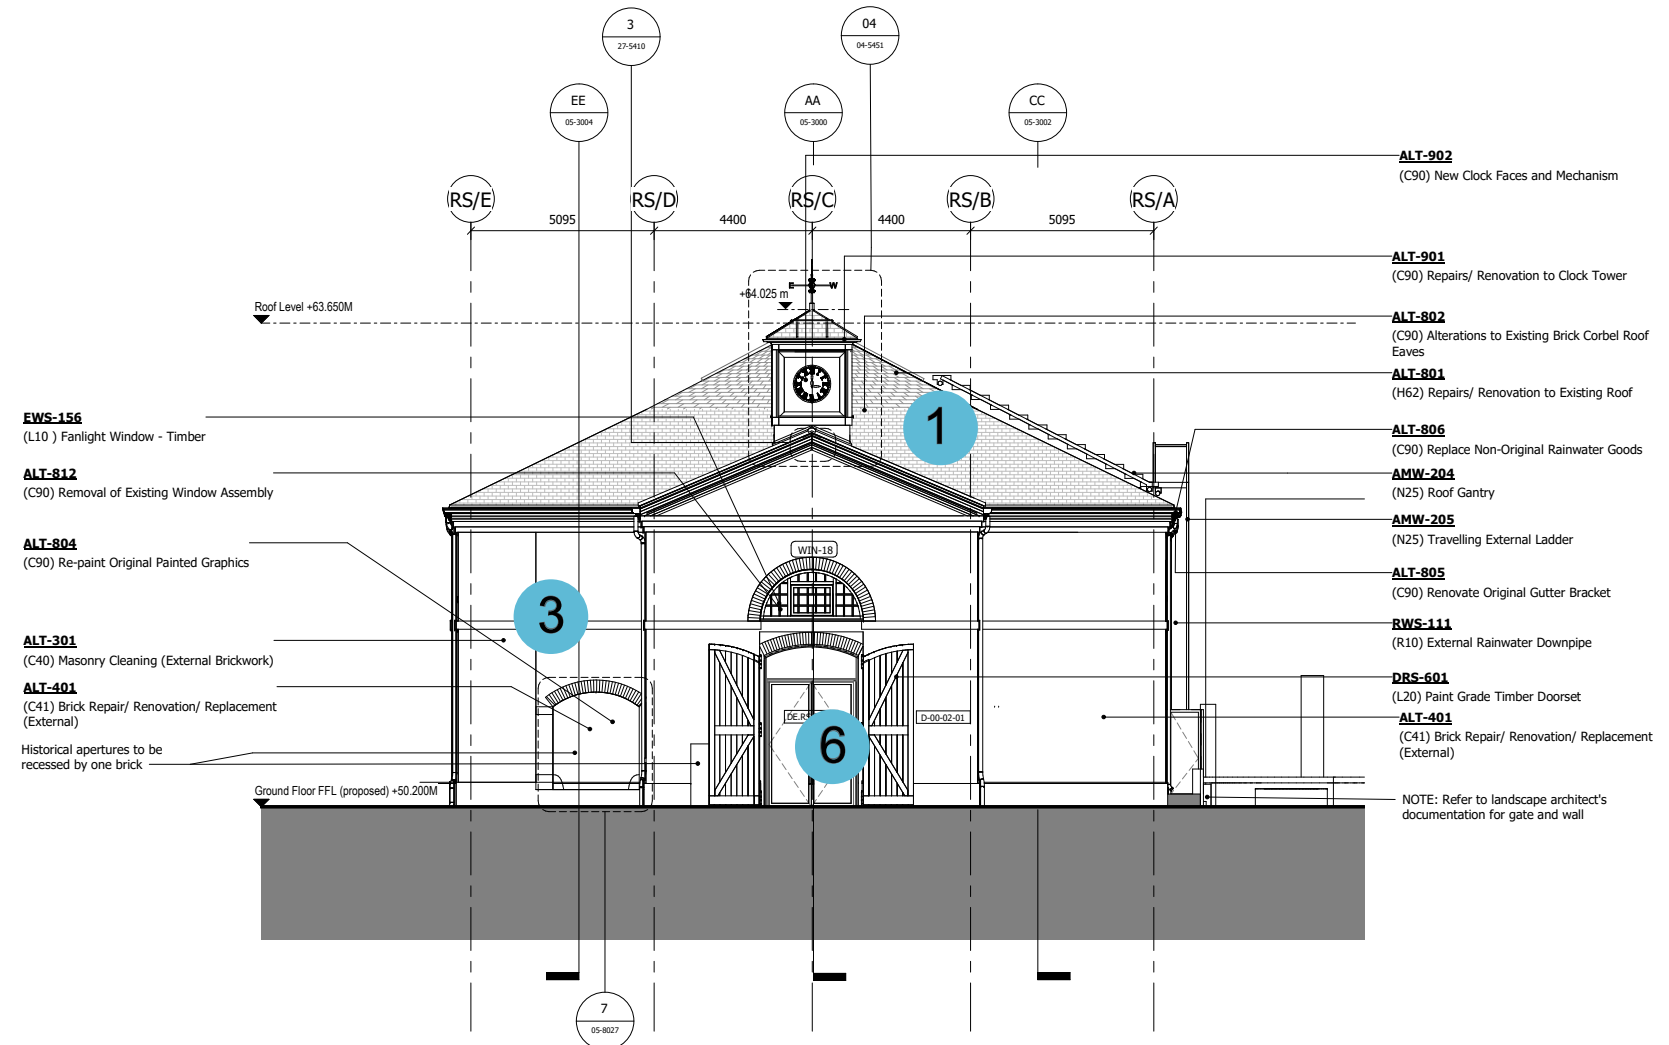 3
27-5410
04
04-5451
EE
05-3004
AA
05-3000
CC
05-3002
RS/E
RS/D
RS/C
RS/B
RS/A
5095
4400
4400
5095
E
W
+64.025 m
Roof Level +63.650M
EWS-156
(L10 ) Fanlight Window - Timber
ALT-812
(C90) Removal of Existing Window Assembly
ALT-804
(C90) Re-paint Original Painted Graphics
ALT-301
(C40) Masonry Cleaning (External Brickwork)
ALT-401
(C41) Brick Repair/ Renovation/ Replacement
(External)
Historical apertures to be
recessed by one brick
Ground Floor FFL (proposed) +50.200M
1
3
6
WIN-18
DE.RS
D-00-02-01
ALT-902
(C90) New Clock Faces and Mechanism
ALT-901
(C90) Repairs/ Renovation to Clock Tower
ALT-802
(C90) Alterations to Existing Brick Corbel Roof
Eaves
ALT-801
(H62) Repairs/ Renovation to Existing Roof
ALT-806
(C90) Replace Non-Original Rainwater Goods
AMW-204
(N25) Roof Gantry
AMW-205
(N25) Travelling External Ladder
ALT-805
(C90) Renovate Original Gutter Bracket
RWS-111
(R10) External Rainwater Downpipe
DRS-601
(L20) Paint Grade Timber Doorset
ALT-401
(C41) Brick Repair/ Renovation/ Replacement
(External)
NOTE: Refer to landscape architect's
documentation for gate and wall
7
05-8027